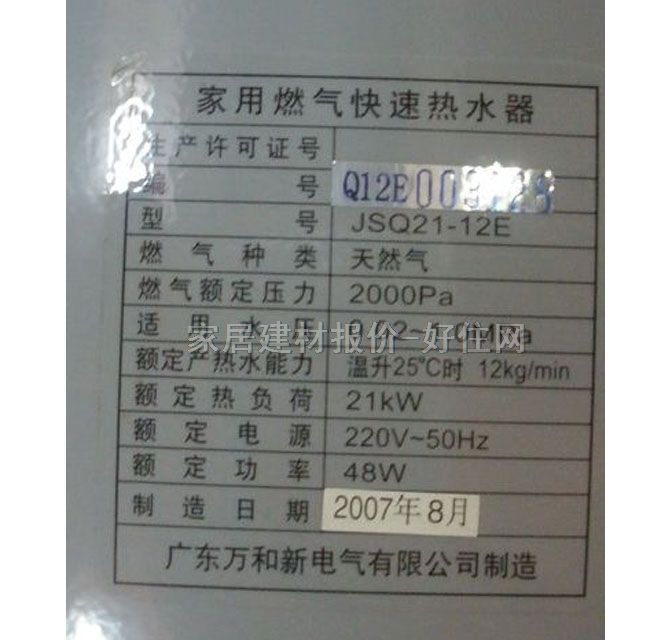 家用燃气快速热水器
生产许可证号
编 号 Q12E
型 号 JSQ21-12E
燃气种类 天然气
燃气额定压力 2000Pa
适用水压
家居建材报价-好住网
额定产热水能力 温升25℃时 12kg/min
额定热负荷 21kW
额定电源 220V~50Hz
额定功率 48W
制造日期 2007年8月
广东万和新电气有限公司制造